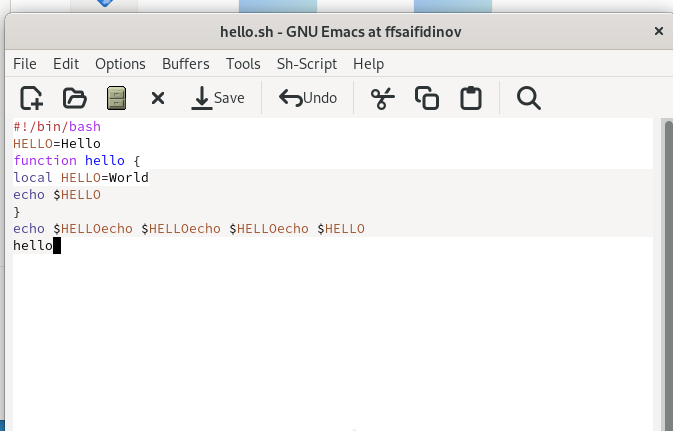 hello.sh - GNU Emacs at ffsaifidinov
File Edit Options Buffers Tools Sh-Script Help
Save Undo
#!/bin/bash
HELLO=Hello
function hello {
local HELLO=World
echo $HELLO
}
echo $HELLOecho $HELLOecho $HELLOecho $HELLO
hello